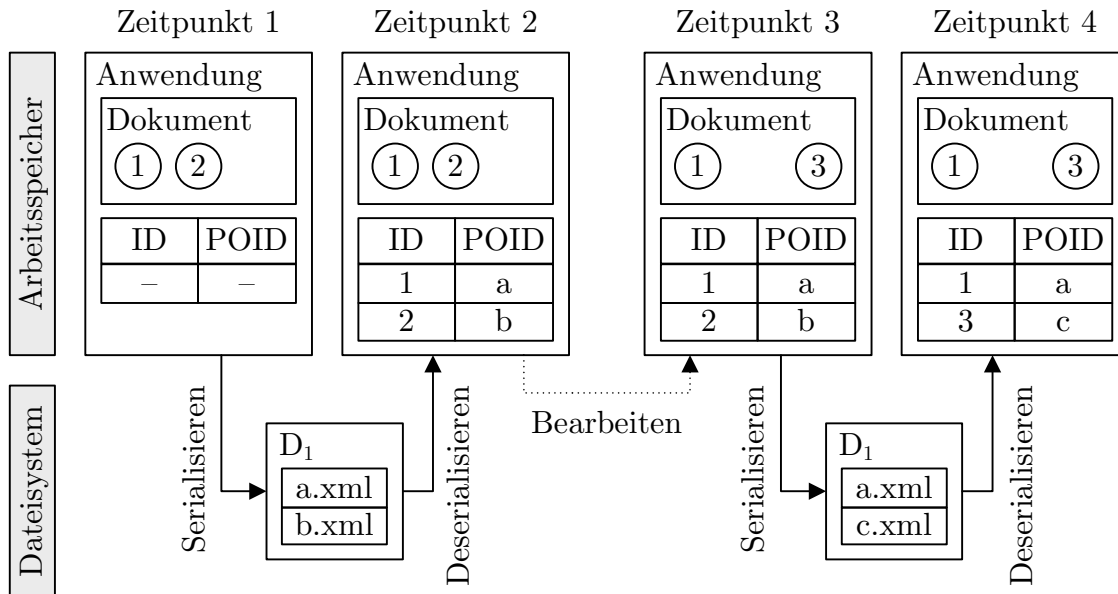 Zeitpunkt 1
Zeitpunkt 2
Zeitpunkt 3
Zeitpunkt 4
Arbeitsspeicher
Anwendung
Dokument
1 2
ID POID
– –
Anwendung
Dokument
1 2
ID POID
1 a
2 b
Anwendung
Dokument
1 3
ID POID
1 a
2 b
Anwendung
Dokument
1 3
ID POID
1 a
3 c
Dateisystem
Serialisieren
D₁
a.xml
b.xml
Deserialisieren
Bearbeiten
Serialisieren
D₁
a.xml
c.xml
Deserialisieren